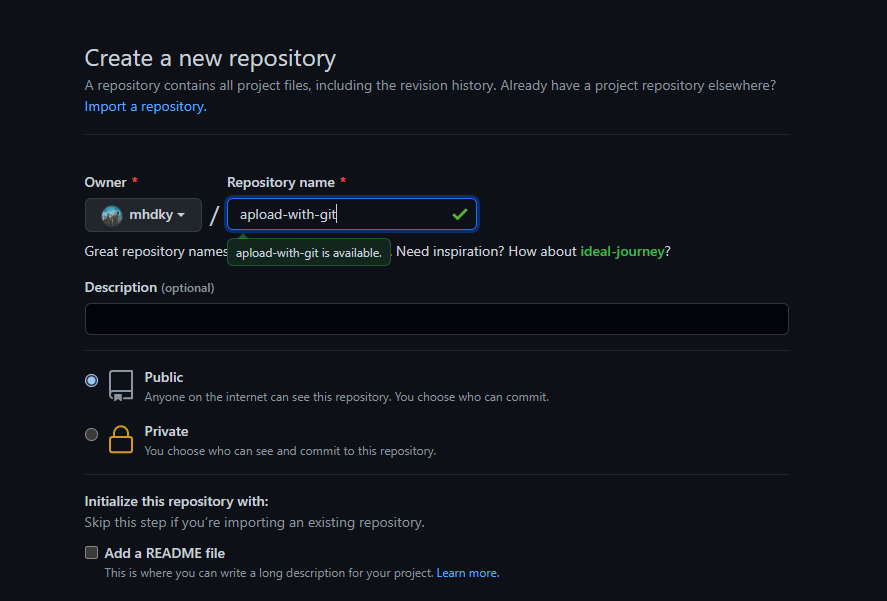 Create a new repository
A repository contains all project files, including the revision history. Already have a project repository elsewhere?
Import a repository.
Owner * Repository name *
mhdky / apload-with-git
Great repository names Need inspiration? How about ideal-journey?
apload-with-git is available.
Description (optional)
Public
Anyone on the internet can see this repository. You choose who can commit.
Private
You choose who can see and commit to this repository.
Initialize this repository with:
Skip this step if you're importing an existing repository.
Add a README file
This is where you can write a long description for your project. Learn more.